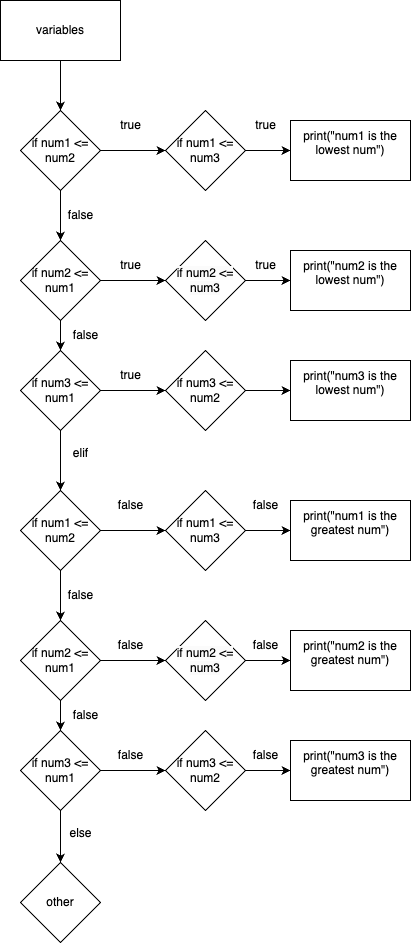 variables
if num1 <=
num2
true
if num1 <=
num3
true
print("num1 is the
lowest num")
false
if num2 <=
num1
true
if num2 <=
num3
true
print("num2 is the
lowest num")
false
if num3 <=
num1
true
if num3 <=
num2
print("num3 is the
lowest num")
elif
if num1 <=
num2
false
if num1 <=
num3
false
print("num1 is the
greatest num")
false
if num2 <=
num1
false
if num2 <=
num3
false
print("num2 is the
greatest num")
false
if num3 <=
num1
false
if num3 <=
num2
false
print("num3 is the
greatest num")
else
other